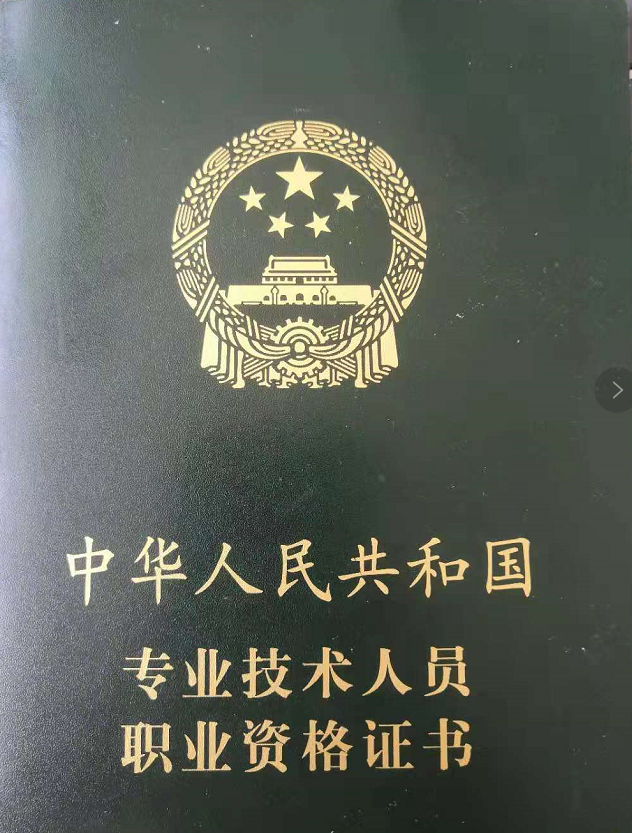 中华人民共和国
专业技术人员
职业资格证书